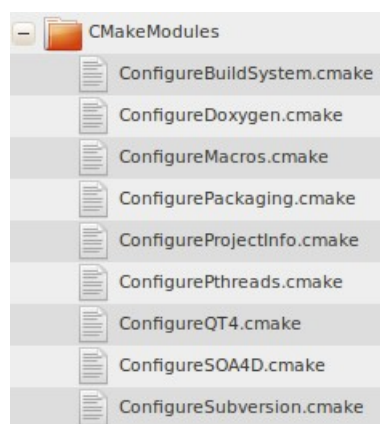 CMakeModules
ConfigureBuildSystem.cmake
ConfigureDoxygen.cmake
ConfigureMacros.cmake
ConfigurePackaging.cmake
ConfigureProjectInfo.cmake
ConfigurePthreads.cmake
ConfigureQT4.cmake
ConfigureSOA4D.cmake
ConfigureSubversion.cmake